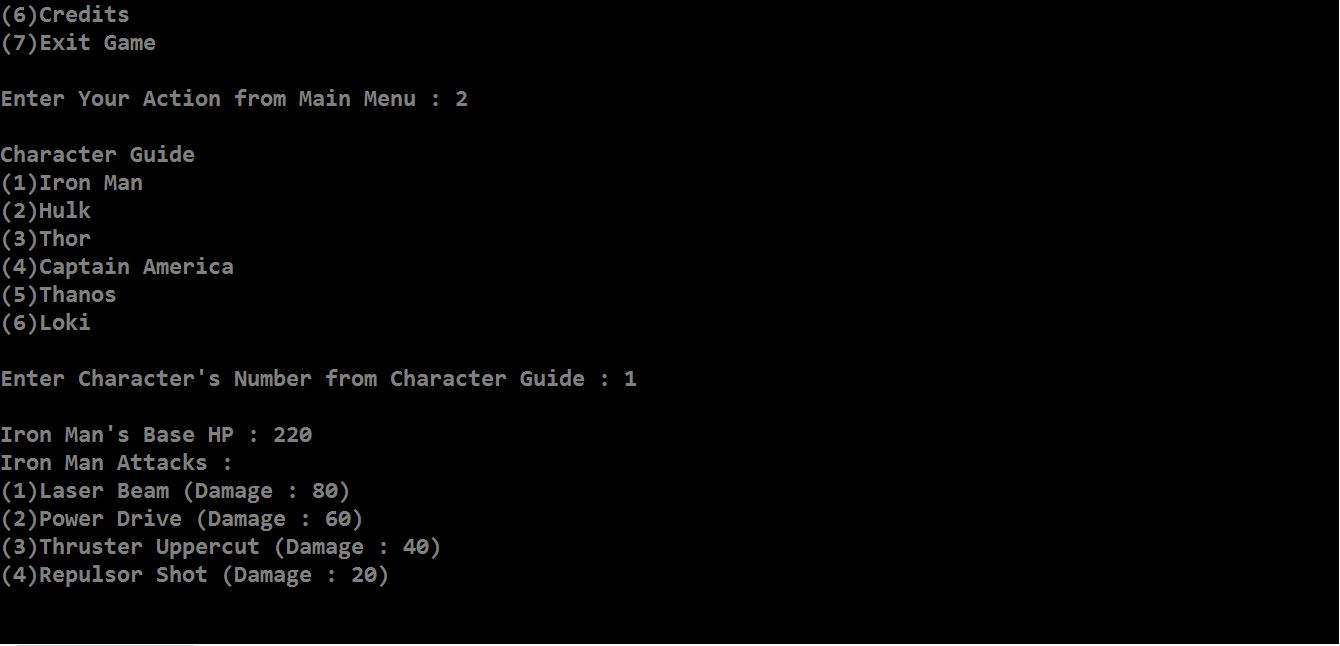 (6)Credits
(7)Exit Game
Enter Your Action from Main Menu : 2
Character Guide
(1)Iron Man
(2)Hulk
(3)Thor
(4)Captain America
(5)Thanos
(6)Loki
Enter Character's Number from Character Guide : 1
Iron Man's Base HP : 220
Iron Man Attacks :
(1)Laser Beam (Damage : 80)
(2)Power Drive (Damage : 60)
(3)Thruster Uppercut (Damage : 40)
(4)Repulsor Shot (Damage : 20)